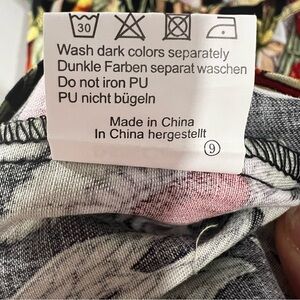 30
Wash dark colors separately
Dunkle Farben separat waschen
Do not iron PU
PU nicht bügeln
Made in China
In China hergestellt
9